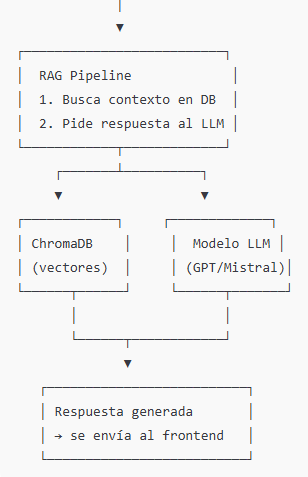 RAG Pipeline
1. Busca contexto en DB
2. Pide respuesta al LLM
ChromaDB
(vectores)
Modelo LLM
(GPT/Mistral)
Respuesta generada
→ se envía al frontend